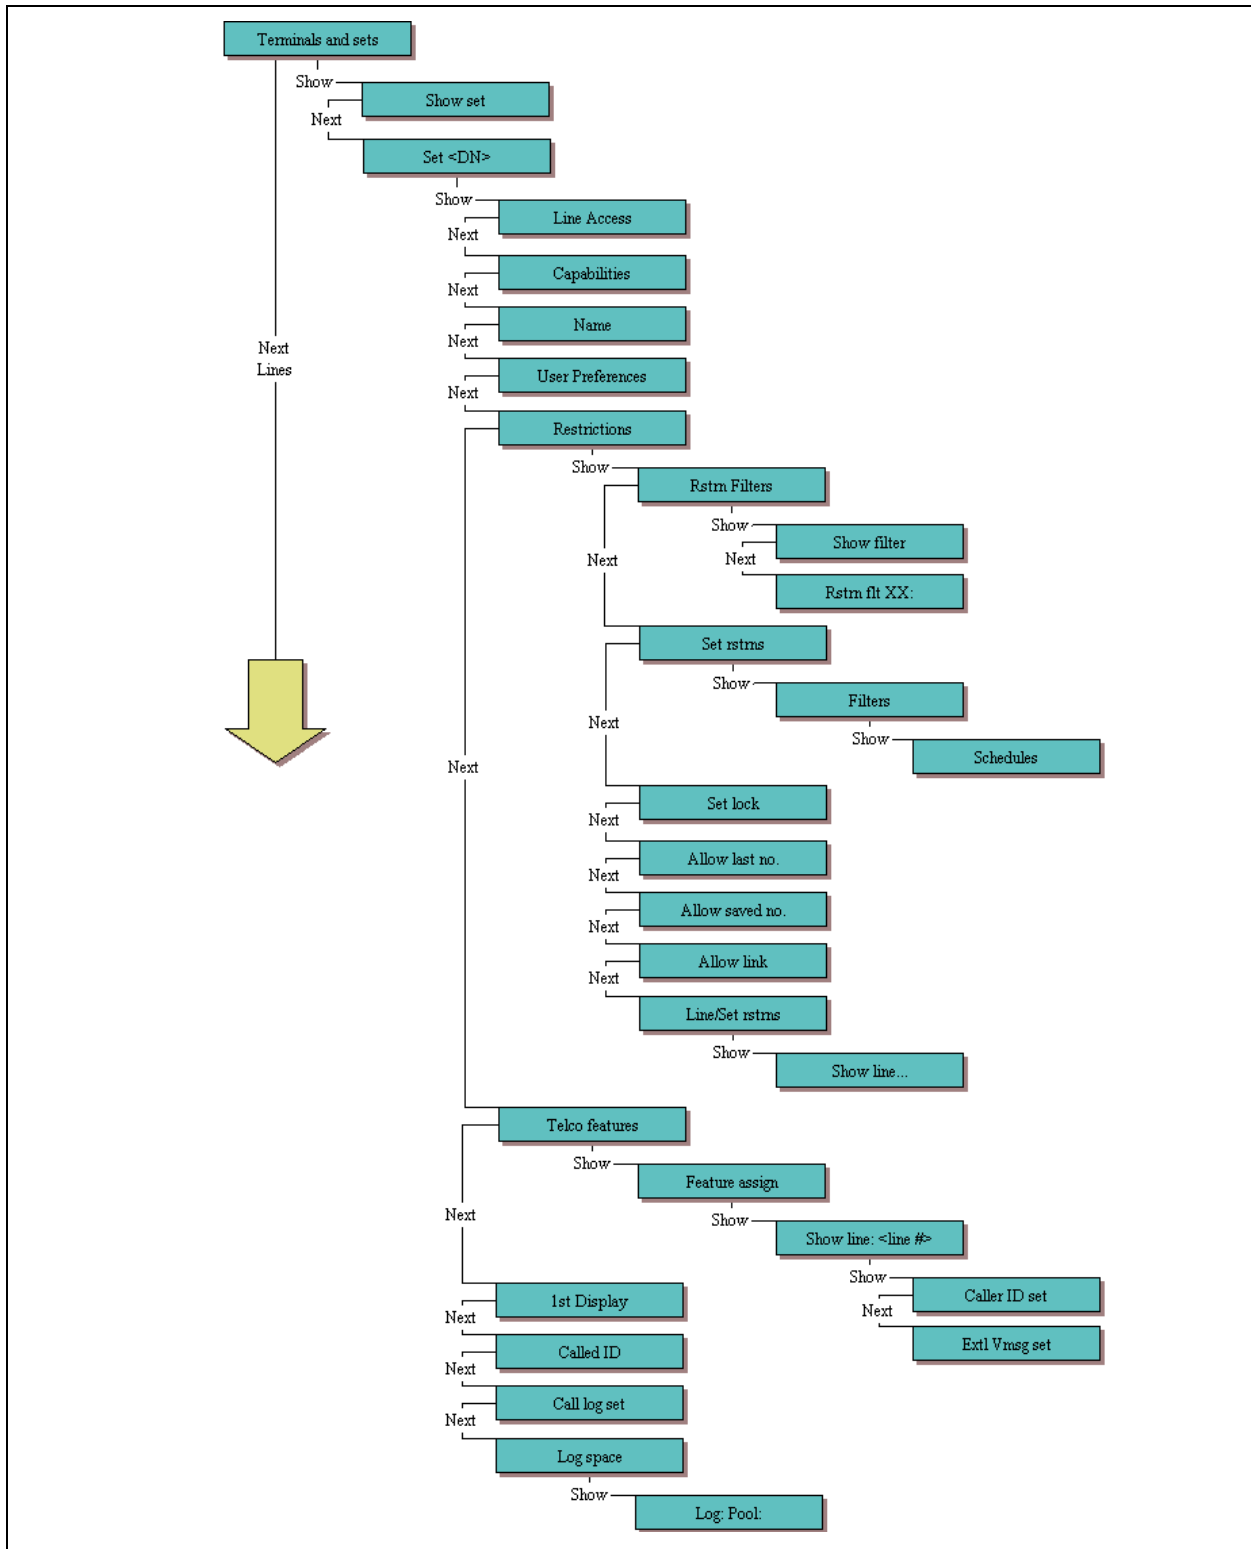 Terminals and sets
Show
Show set
Next
Set <DN>
Show
Line Access
Next
Capabilities
Next
Name
Next
User Preferences
Next
Restrictions
Next
Lines
Show
Rstrn Filters
Show
Show filter
Next
Rstrn flt XX:
Next
Set rstrns
Show
Filters
Show
Schedules
Next
Set lock
Next
Allow last no.
Next
Allow saved no.
Next
Allow link
Next
Line/Set rstrns
Show
Show line...
Next
Telco features
Show
Feature assign
Show
Show line: <line #>
Show
Caller ID set
Next
Extl Vmsg set
Next
1st Display
Next
Called ID
Next
Call log set
Next
Log space
Show
Log: Pool: